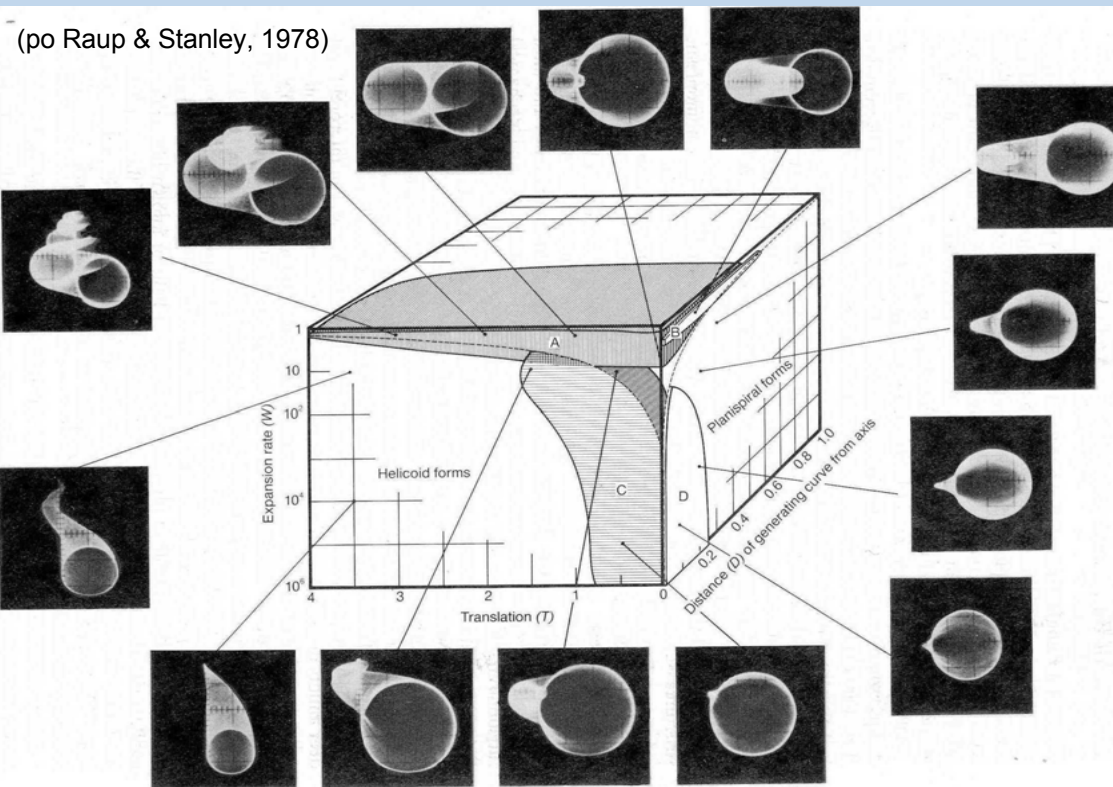 (po Raup & Stanley, 1978)
1
10
10²
10⁴
10⁶
Expansion rate (W)
4
3
2
1
0
Translation (T)
0.2
0.4
0.6
0.8
1.0
Distance (D) of generating curve from axis
Helicoid forms
Planispiral forms
A
B
C
D